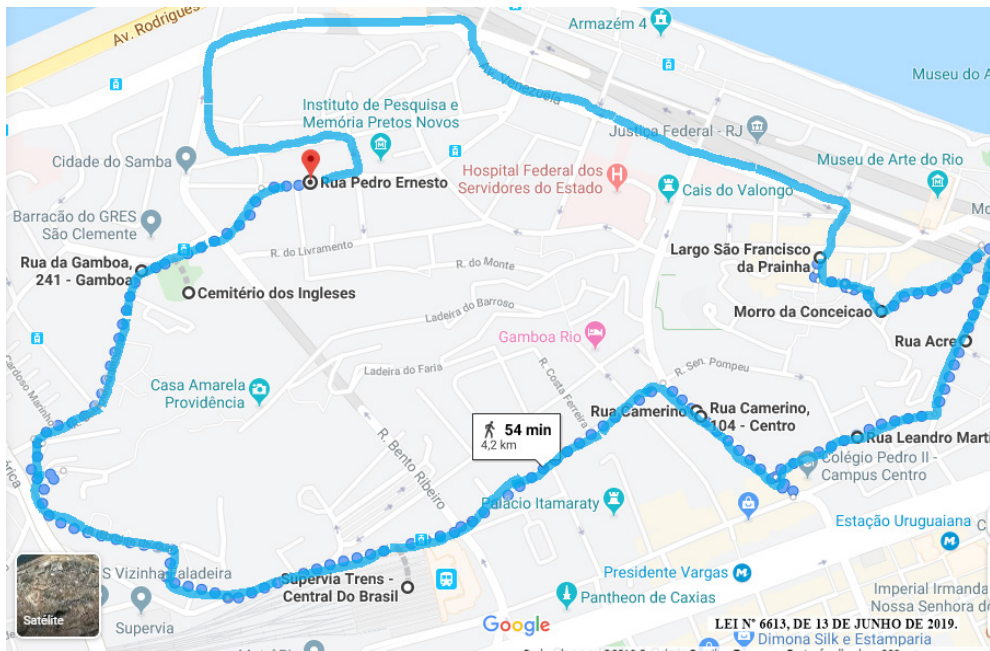 Armazém 4
Av. Rodrigues
Av. Venezuela
Museu do A
Instituto de Pesquisa e
Memória Pretos Novos
Justiça Federal - RJ
Cidade do Samba
Hospital Federal dos
Servidores do Estado
Museu de Arte do Rio
Rua Pedro Ernesto
Cais do Valongo
Barracão do GRES
São Clemente
Mo
R. do Livramento
Largo São Francisco
da Prainha
Rua da Gamboa,
241 - Gamboa
R. do Monte
Cemitério dos Ingleses
Ladeira do Barroso
Morro da Conceicao
Gamboa Rio
Rua Acre
R. Sen. Pompeu
Ladeira do Faria
R. Costa Ferreira
Casa Amarela
Providência
Cardoso Marinho
Rua Camerino
Rua Camerino,
104 - Centro
54 min
4,2 km
Rua Leandro Marti
R. Bento Ribeiro
Colégio Pedro II -
Campus Centro
érica
Palácio Itamaraty
Estação Uruguaiana
C
S Vizinha Faladeira
Supervia Trens -
Central Do Brasil
Presidente Vargas
Imperial Irmanda
Nossa Senhora do
Pantheon de Caxias
Satélite
Supervia
Google
LEI Nº 6613, DE 13 DE JUNHO DE 2019.
Dimona Silk e Estamparia